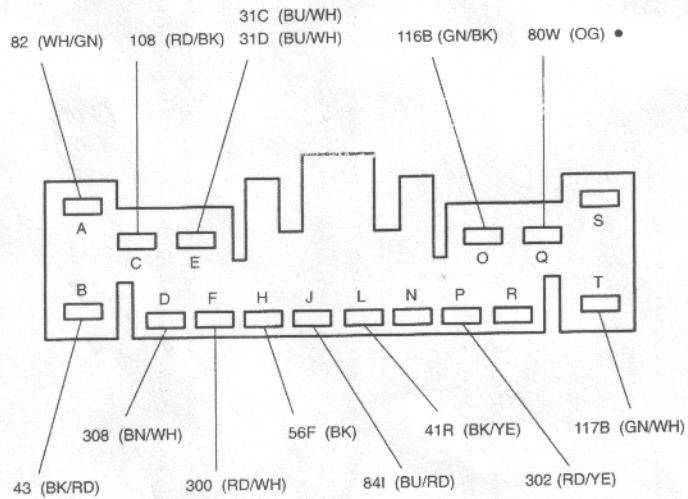 31C (BU/WH)
82 (WH/GN) 108 (RD/BK) 31D (BU/WH) 116B (GN/BK) 80W (OG) •
A S
C E O Q
B T
D F H J L N P R
308 (BN/WH) 56F (BK) 41R (BK/YE) 117B (GN/WH)
43 (BK/RD) 300 (RD/WH) 84I (BU/RD) 302 (RD/YE)